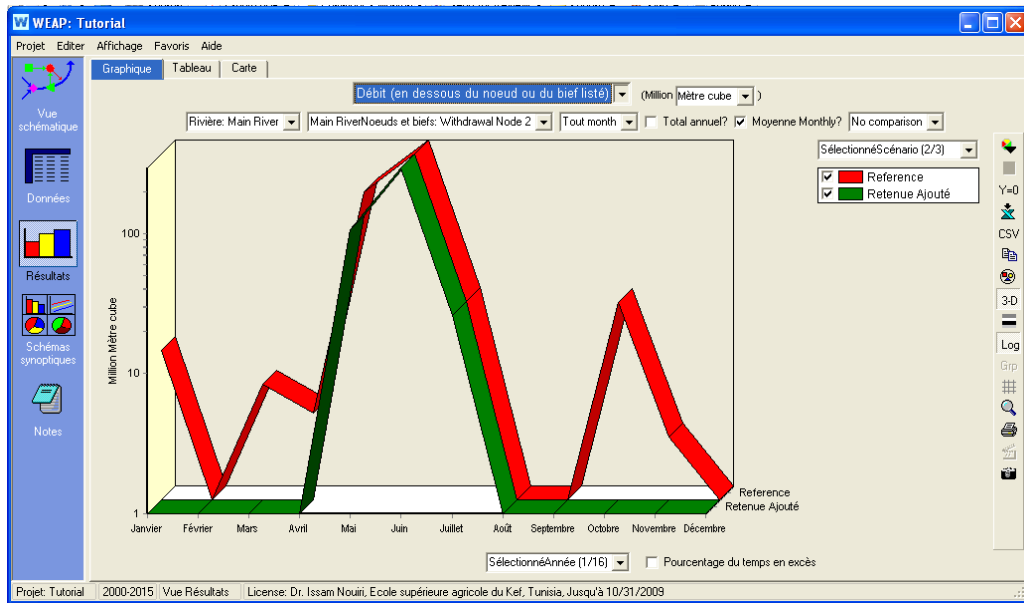 WEAP: Tutorial
Projet Editer Affichage Favoris Aide
Graphique Tableau Carte
Débit (en dessous du noeud ou du bief listé) (Million Mètre cube )
Rivière: Main River Main RiverNoeuds et biefs: Withdrawal Node 2 Tout month Total annuel? Moyenne Monthly? No comparison
Vue
schématique
Données
Résultats
Schémas
synoptiques
Notes
SélectionnéScénario (2/3)
Reference
Retenue Ajouté
Y=0
CSV
3-D
Log
Grp
Million Mètre cube
100
10
1
Reference
Retenue Ajouté
Janvier Février Mars Avril Mai Juin Juillet Août Septembre Octobre Novembre Décembre
SélectionnéAnnée (1/16) Pourcentage du temps en excès
Projet: Tutorial 2000-2015 Vue Résultats License: Dr. Issam Nouiri, Ecole supérieure agricole du Kef, Tunisia, Jusqu'à 10/31/2009